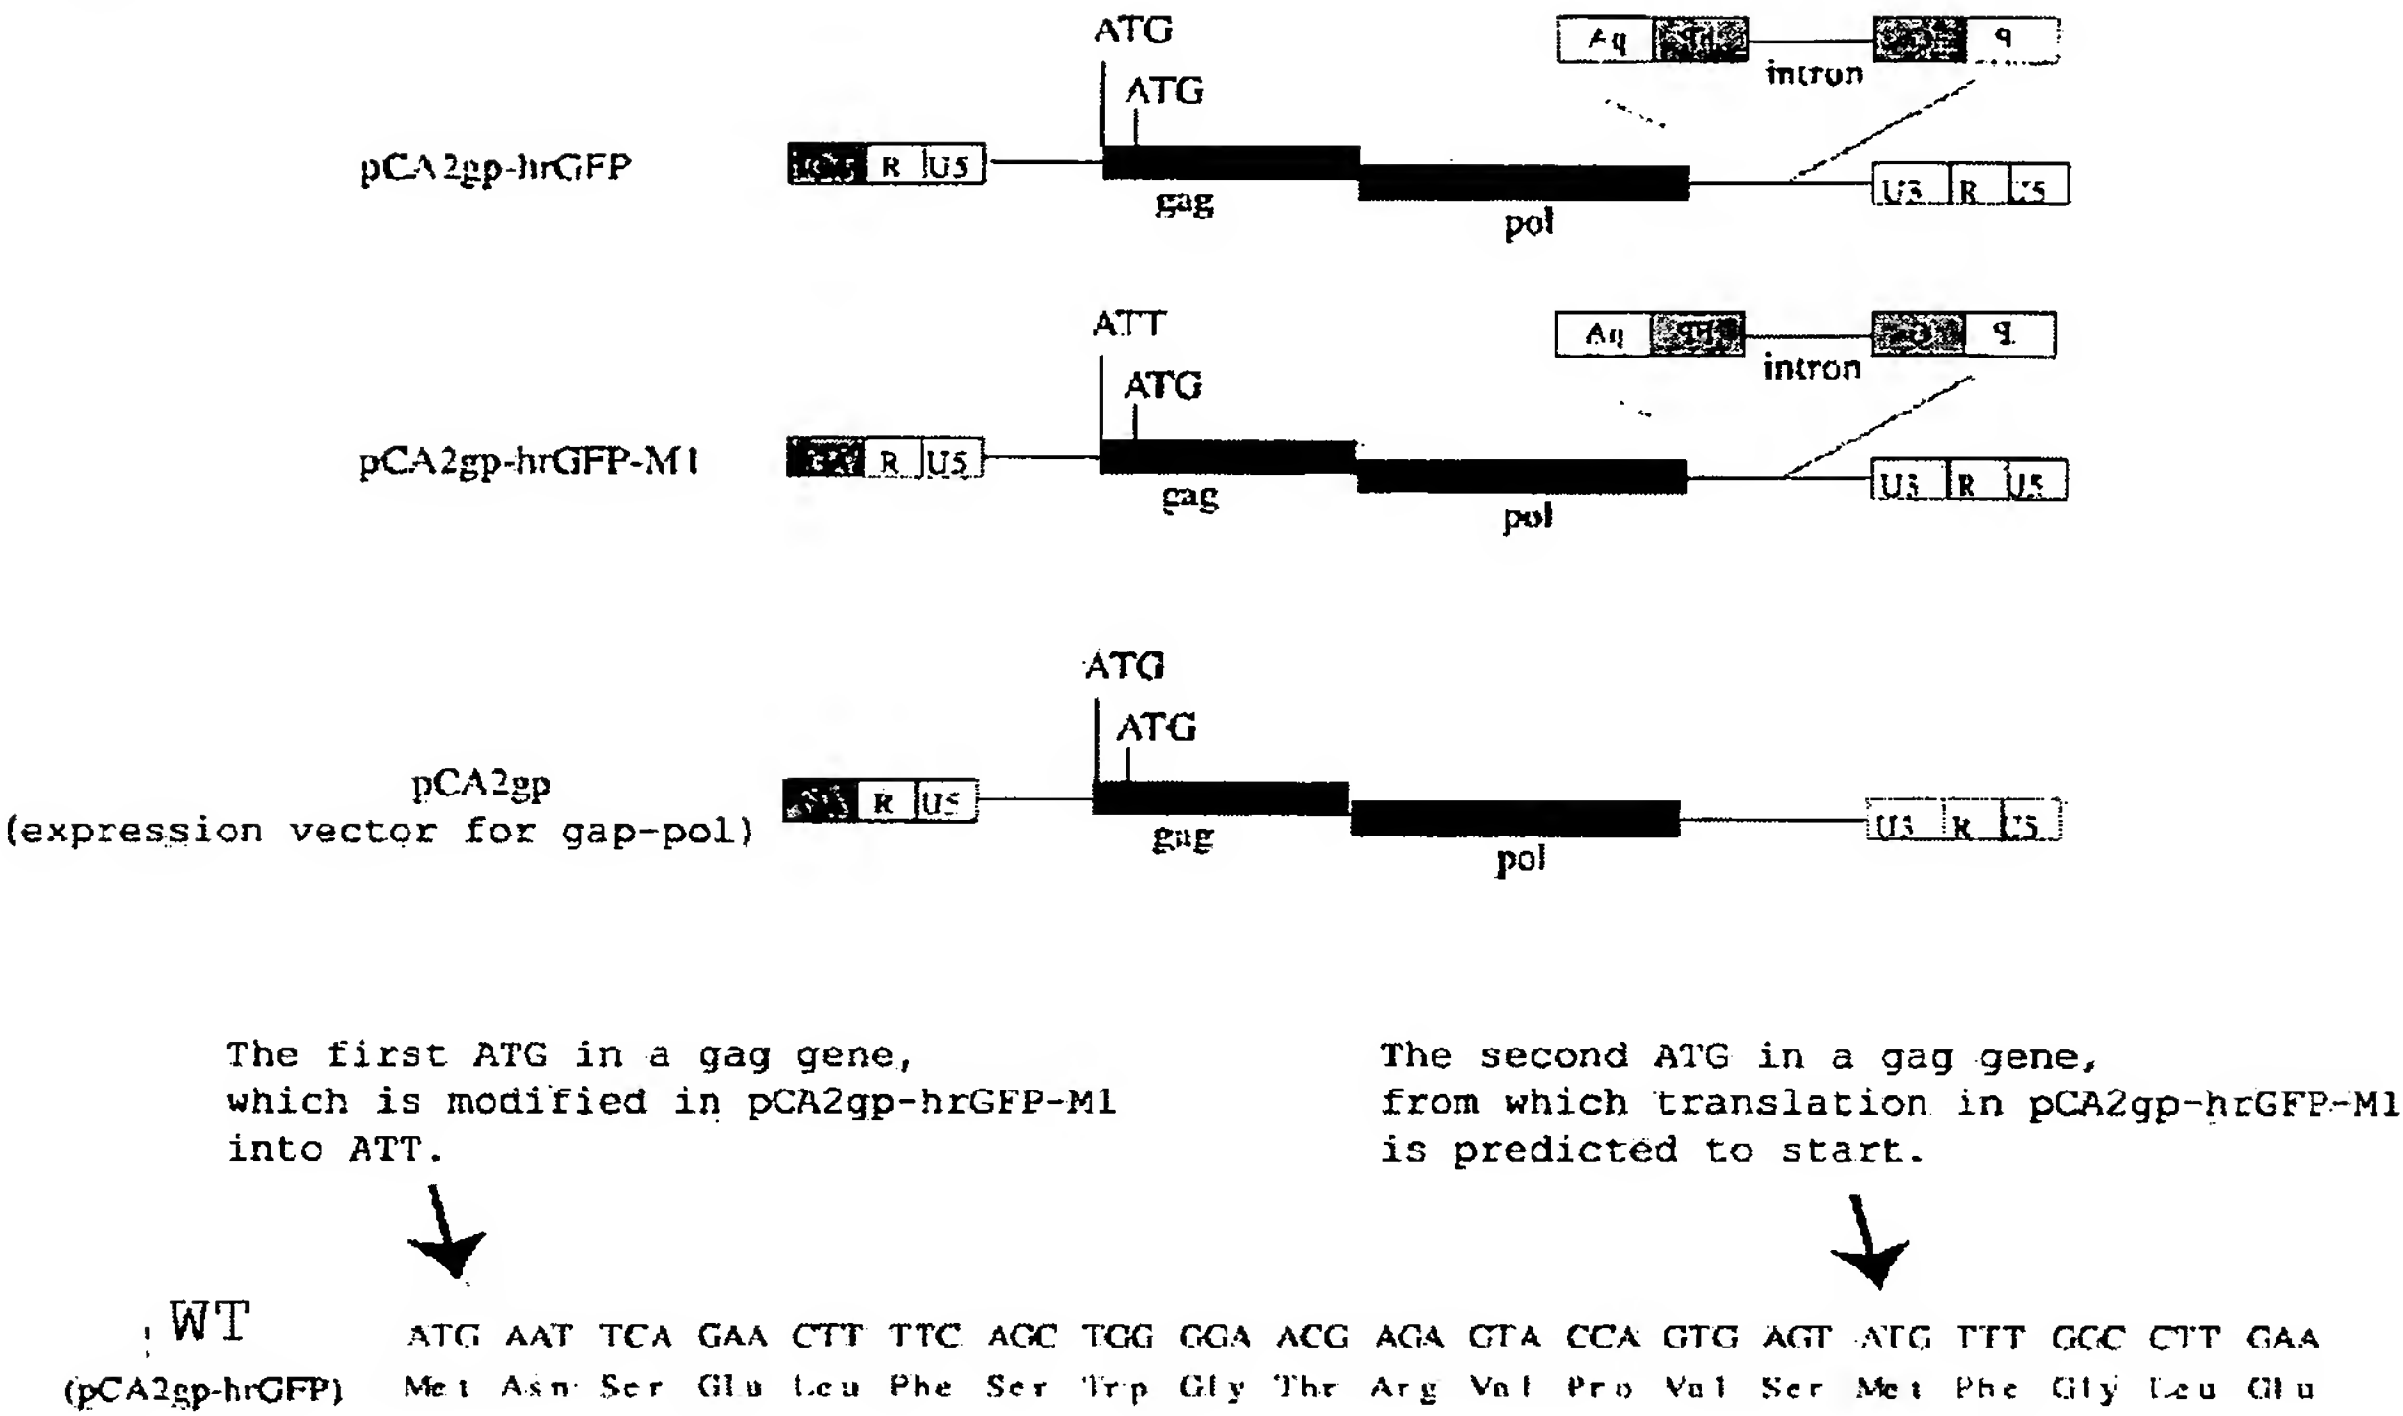 ATG
ATG
Aq
q
intron
pCA2gp-hrGFP
R U5
gag
pol
U3 R U5
ATT
ATG
Aq
q
intron
pCA2gp-hrGFP-M1
R U5
gag
pol
U3 R U5
ATG
ATG
pCA2gp
(expression vector for gap-pol)
R U5
gag
pol
U3 R U5
The first ATG in a gag gene,
which is modified in pCA2gp-hrGFP-M1
into ATT.
The second ATG in a gag gene,
from which translation in pCA2gp-hrGFP-M1
is predicted to start.
WT
ATG AAT TCA GAA CTT TTC AGC TGG GGA ACG AGA GTA CCA GTG AGT ATG TTT GGC CTT GAA
(pCA2gp-hrGFP)
Met Asn Ser Glu Leu Phe Ser Trp Gly Thr Arg Val Pro Val Ser Met Phe Gly Leu Glu